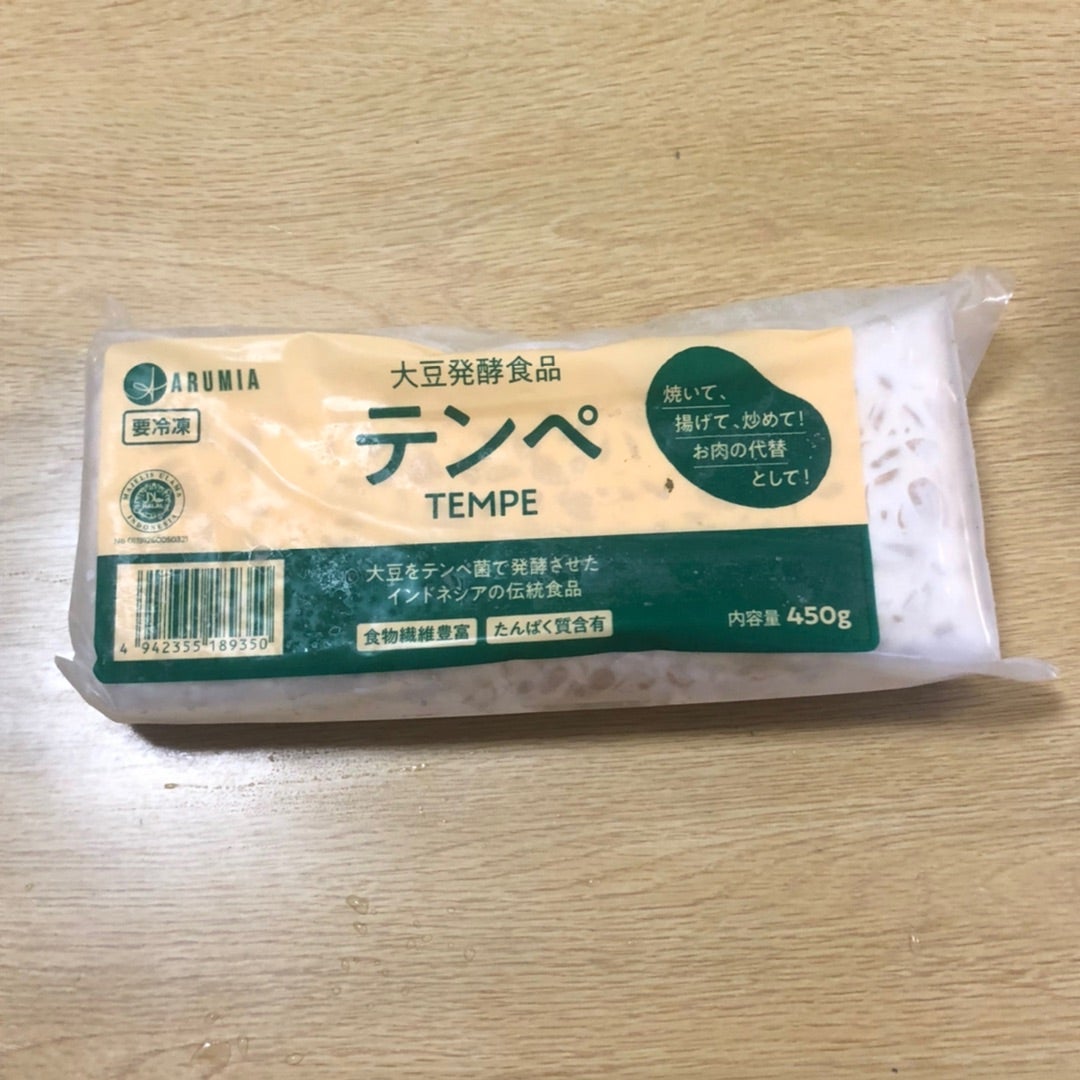 ARUMIA
要冷凍
MAJELIS ULAMA
INDONESIA
大豆発酵食品
テンペ
TEMPE
焼いて、
揚げて、炒めて!
お肉の代替
として!
大豆をテンペ菌で発酵させた
インドネシアの伝統食品
食物繊維豊富 たんぱく質含有
内容量 450g
4 942355 189350